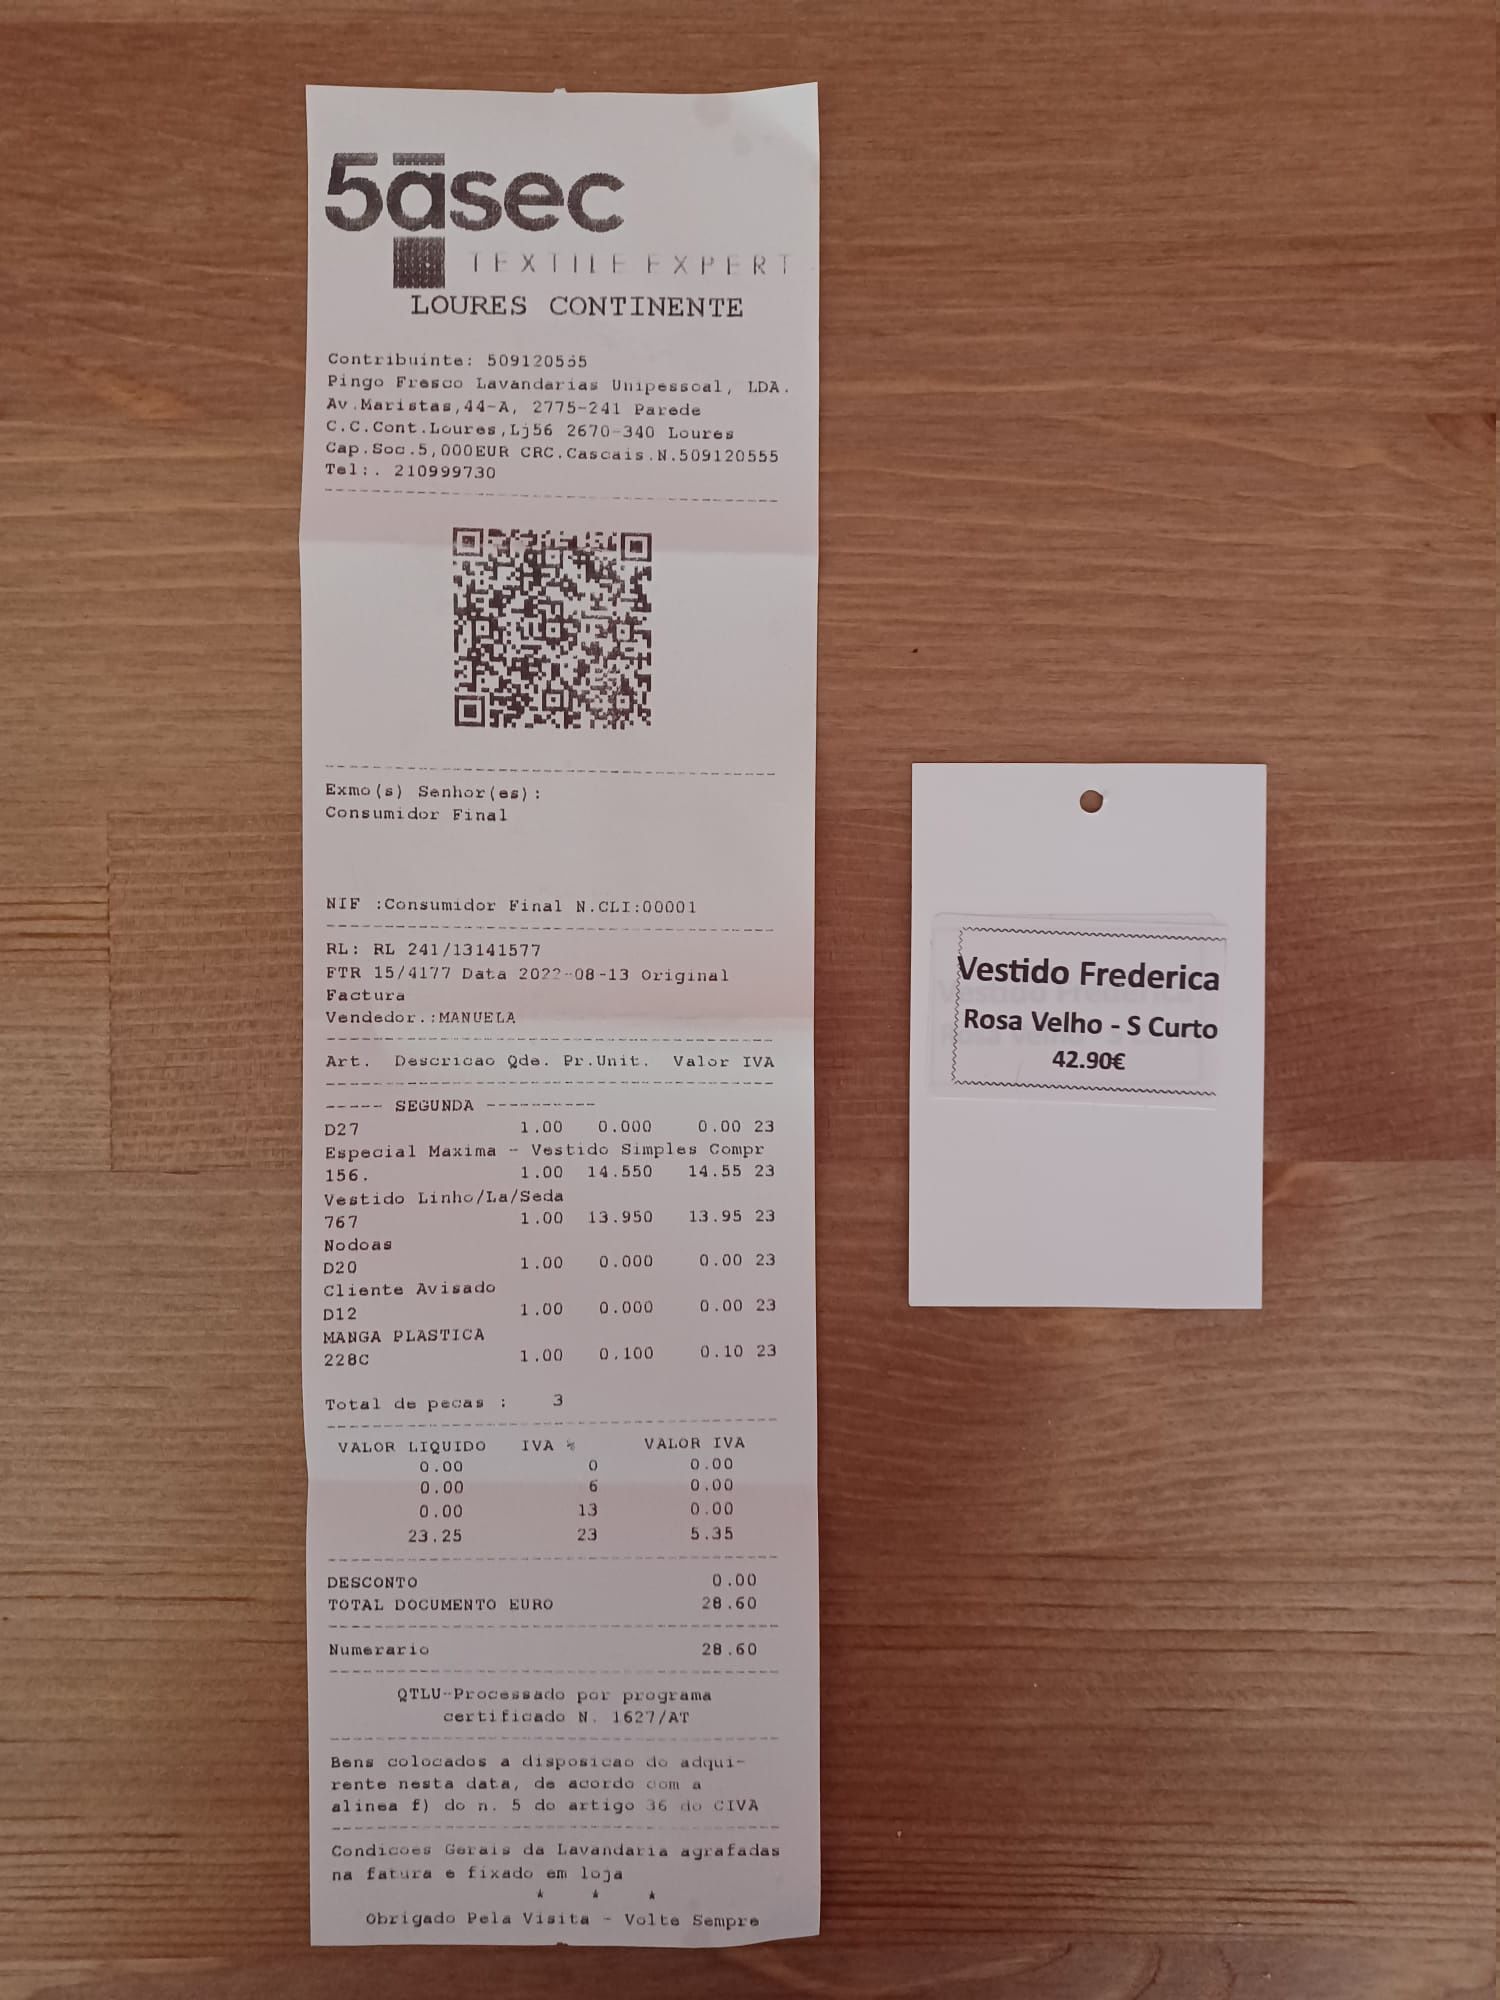 5àsec
TEXTILE EXPERT
LOURES CONTINENTE
Contribuinte: 509120555
Pingo Fresco Lavandarias Unipessoal, LDA.
Av.Maristas,44-A, 2775-241 Parede
C.C.Cont.Loures,Lj56 2670-340 Loures
Cap.Soc.5,000EUR CRC.Cascais.N.509120555
Tel:. 210999730
Exmo(s) Senhor(es):
Consumidor Final
NIF :Consumidor Final N.CLI:00001
RL: RL 241/13141577
FTR 15/4177 Data 2022-08-13 Original
Factura
Vendedor.:MANUELA
Art. Descricao Qde. Pr.Unit. Valor IVA
----- SEGUNDA ----------
D27 1.00 0.000 0.00 23
Especial Maxima - Vestido Simples Compr
156. 1.00 14.550 14.55 23
Vestido Linho/La/Seda
767 1.00 13.950 13.95 23
Nodoas
D20 1.00 0.000 0.00 23
Cliente Avisado
D12 1.00 0.000 0.00 23
MANGA PLASTICA
228C 1.00 0.100 0.10 23
Total de pecas : 3
VALOR LIQUIDO IVA % VALOR IVA
0.00 0 0.00
0.00 6 0.00
0.00 13 0.00
23.25 23 5.35
DESCONTO 0.00
TOTAL DOCUMENTO EURO 28.60
Numerario 28.60
QTLU-Processado por programa
certificado N. 1627/AT
Bens colocados a disposicao do adqui-
rente nesta data, de acordo com a
alinea f) do n. 5 do artigo 36 do CIVA
Condicoes Gerais da Lavandaria agrafadas
na fatura e fixado em loja
* * *
Obrigado Pela Visita - Volte Sempre
Vestido Frederica
Rosa Velho - S Curto
42.90€